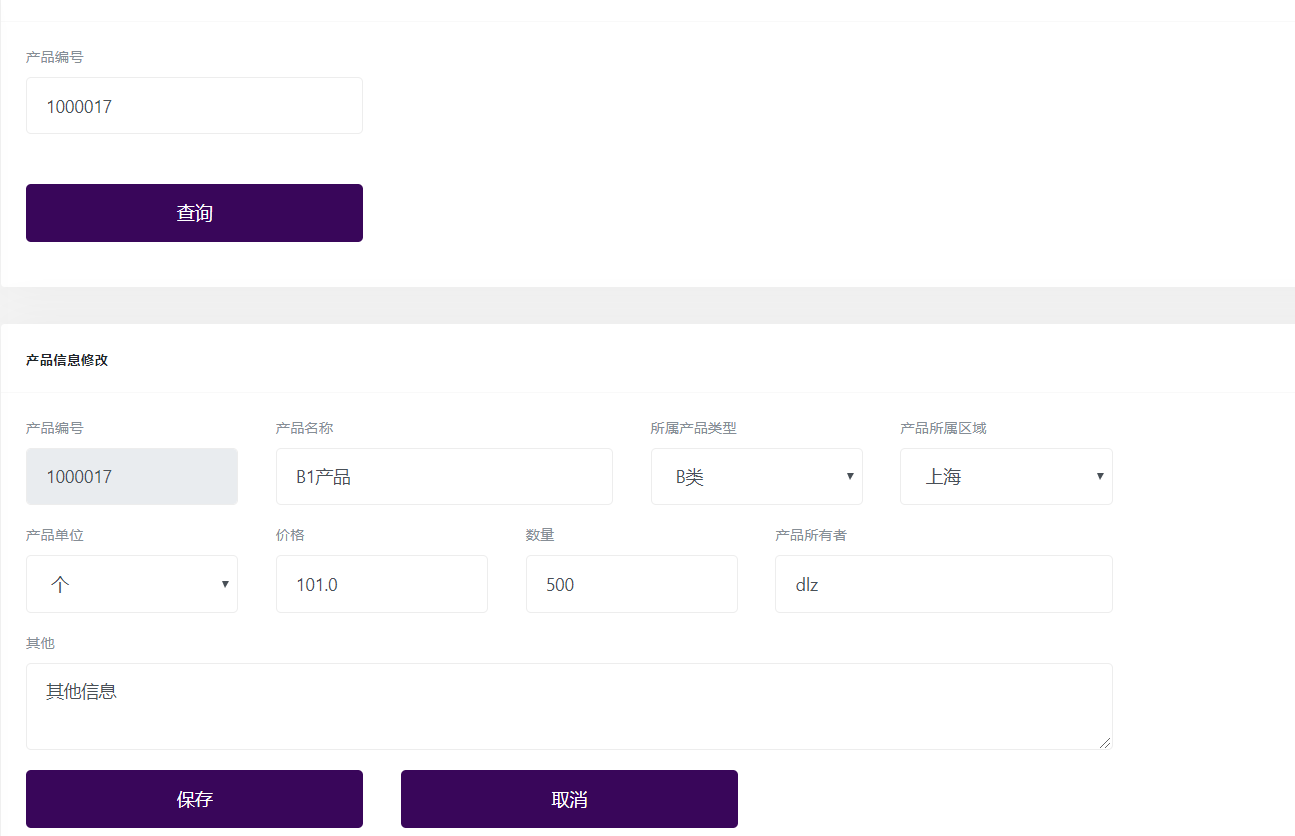 产品编号
1000017
查询
产品信息修改
产品编号 产品名称 所属产品类型 产品所属区域
1000017 B1产品 B类 上海
产品单位 价格 数量 产品所有者
个 101.0 500 dlz
其他
其他信息
保存 取消